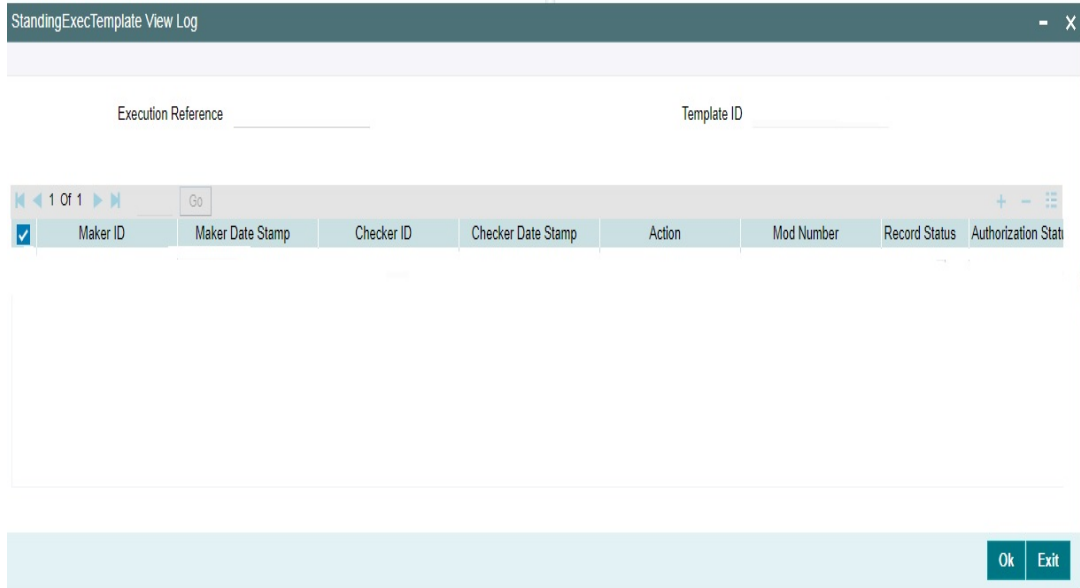 StandingExecTemplate View Log
Execution Reference Template ID
1 Of 1 Go
Maker ID Maker Date Stamp Checker ID Checker Date Stamp Action Mod Number Record Status Authorization Statu
Ok Exit